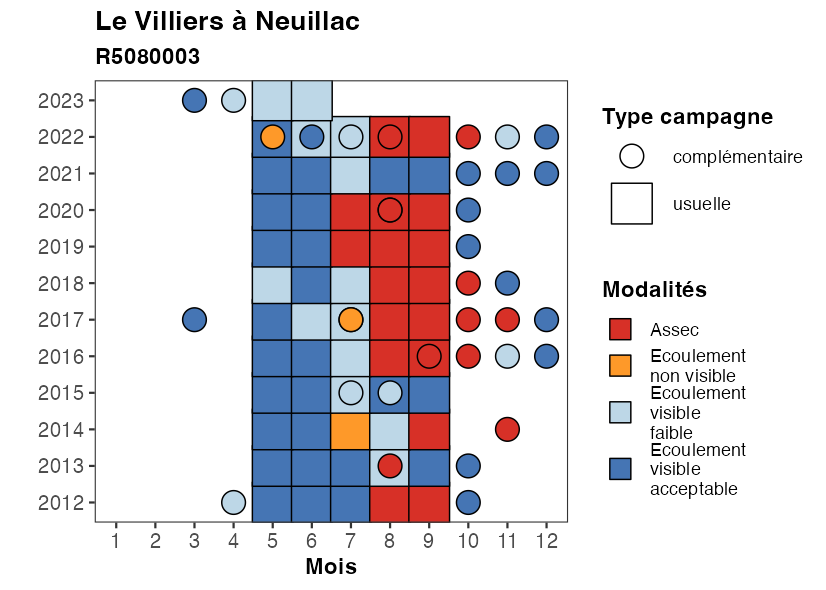 Le Villiers à Neuillac
R5080003
2023
2022
2021
2020
2019
2018
2017
2016
2015
2014
2013
2012
1 2 3 4 5 6 7 8 9 10 11 12
Mois
Type campagne
complémentaire
usuelle
Modalités
Assec
Ecoulement
non visible
Ecoulement
visible
faible
Ecoulement
visible
acceptable